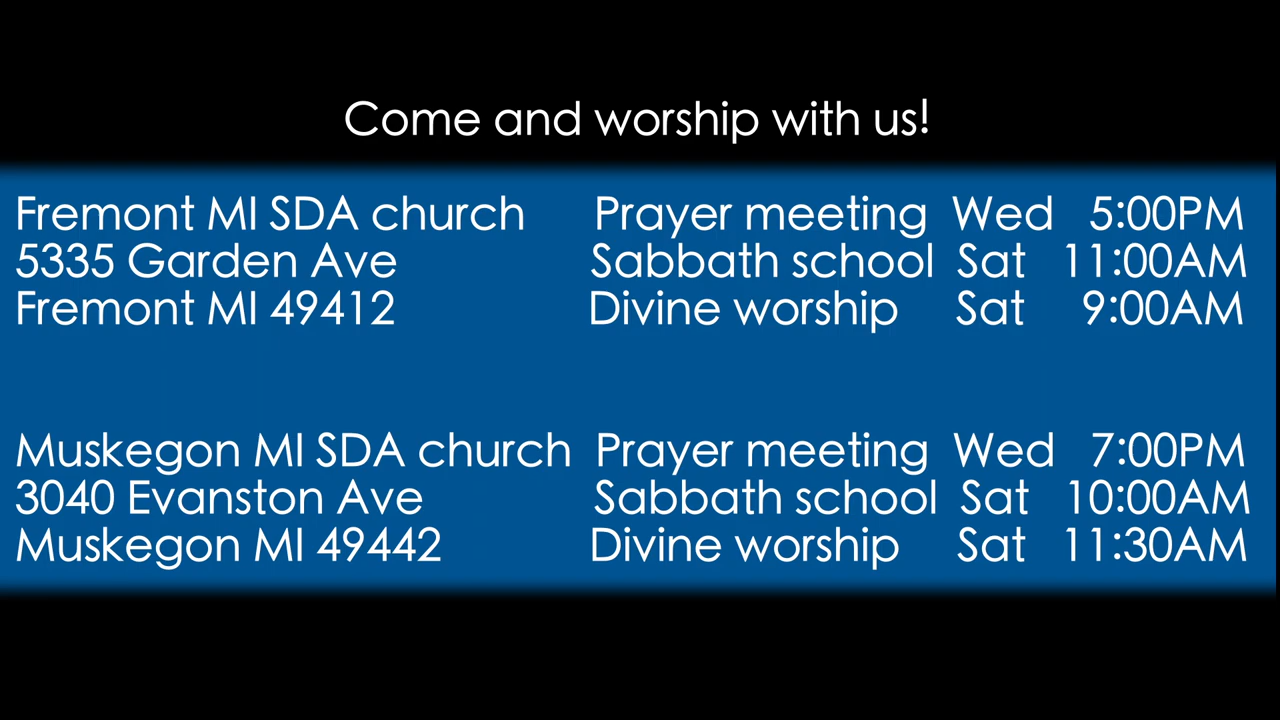 Come and worship with us!
Fremont MI SDA church Prayer meeting Wed 5:00PM
5335 Garden Ave Sabbath school Sat 11:00AM
Fremont MI 49412 Divine worship Sat 9:00AM
Muskegon MI SDA church Prayer meeting Wed 7:00PM
3040 Evanston Ave Sabbath school Sat 10:00AM
Muskegon MI 49442 Divine worship Sat 11:30AM